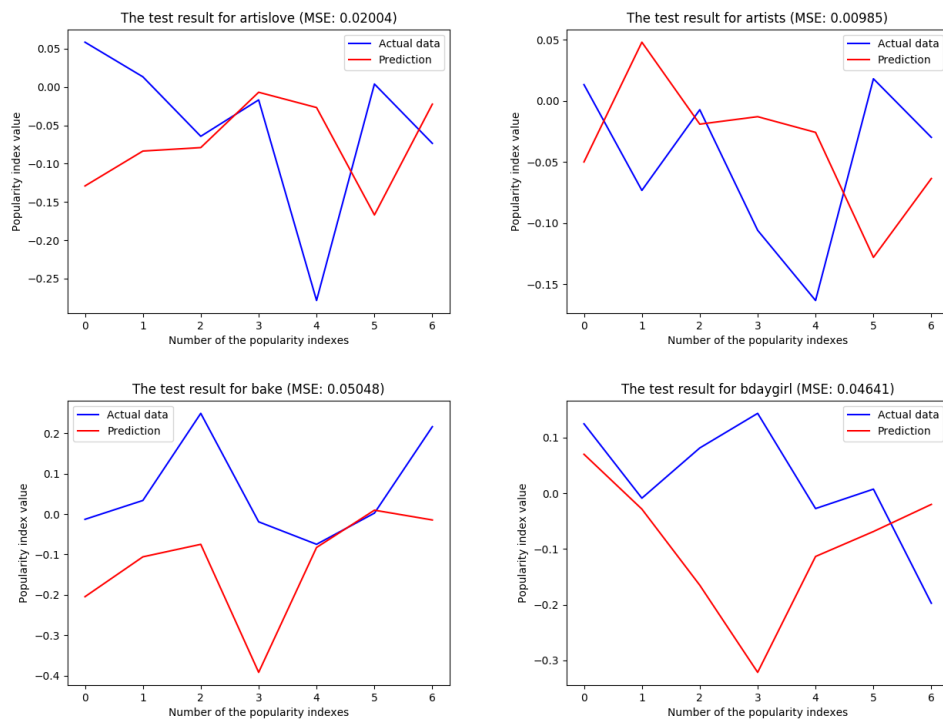 The test result for artislove (MSE: 0.02004)
Actual data
Prediction
0.05
0.00
−0.05
−0.10
−0.15
−0.20
−0.25
Popularity index value
0 1 2 3 4 5 6
Number of the popularity indexes
The test result for artists (MSE: 0.00985)
Actual data
Prediction
0.05
0.00
−0.05
−0.10
−0.15
Popularity index value
0 1 2 3 4 5 6
Number of the popularity indexes
The test result for bake (MSE: 0.05048)
Actual data
Prediction
0.2
0.1
0.0
−0.1
−0.2
−0.3
−0.4
Popularity index value
0 1 2 3 4 5 6
Number of the popularity indexes
The test result for bdaygirl (MSE: 0.04641)
Actual data
Prediction
0.1
0.0
−0.1
−0.2
−0.3
Popularity index value
0 1 2 3 4 5 6
Number of the popularity indexes